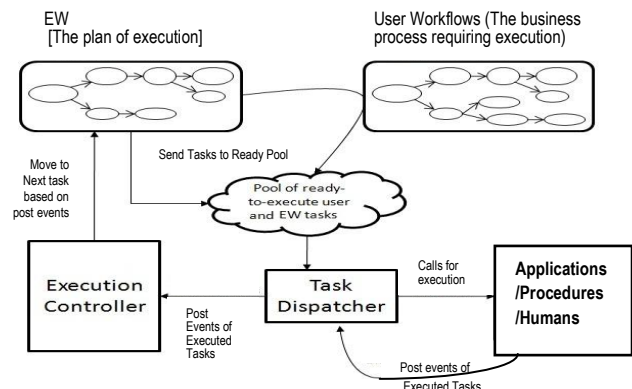 EW
[The plan of execution]
User Workflows (The business
process requiring execution)
Send Tasks to Ready Pool
Move to
Next task
based on
post events
Pool of ready-
to-execute user
and EW tasks
Execution
Controller
Post
Events of
Executed
Tasks
Task
Dispatcher
Calls for
execution
Applications
/Procedures
/Humans
Post events of
Executed Tasks